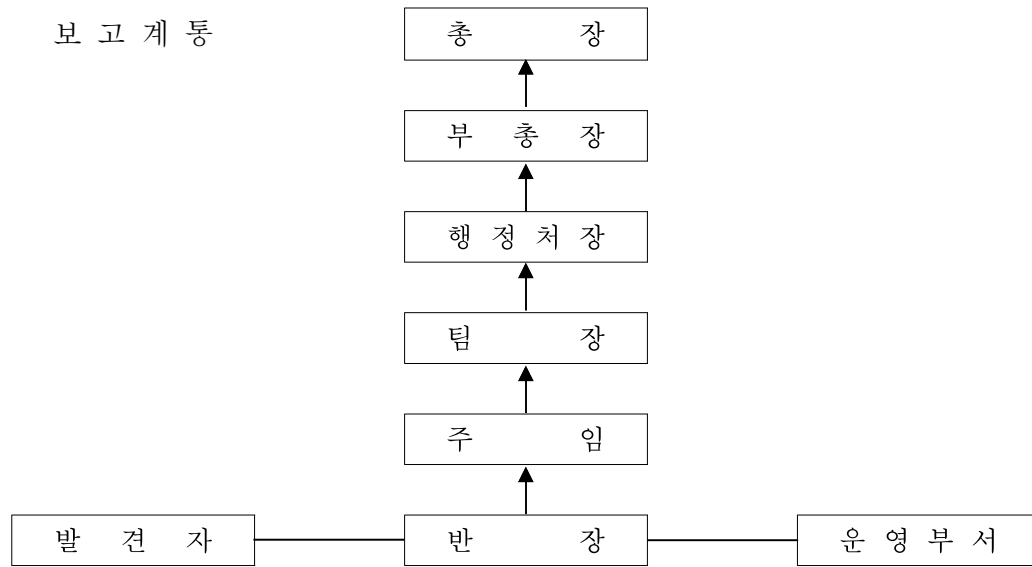 보 고 계 통
총 장
부 총 장
행 정 처 장
팀 장
주 임
발 견 자
반 장
운 영 부 서